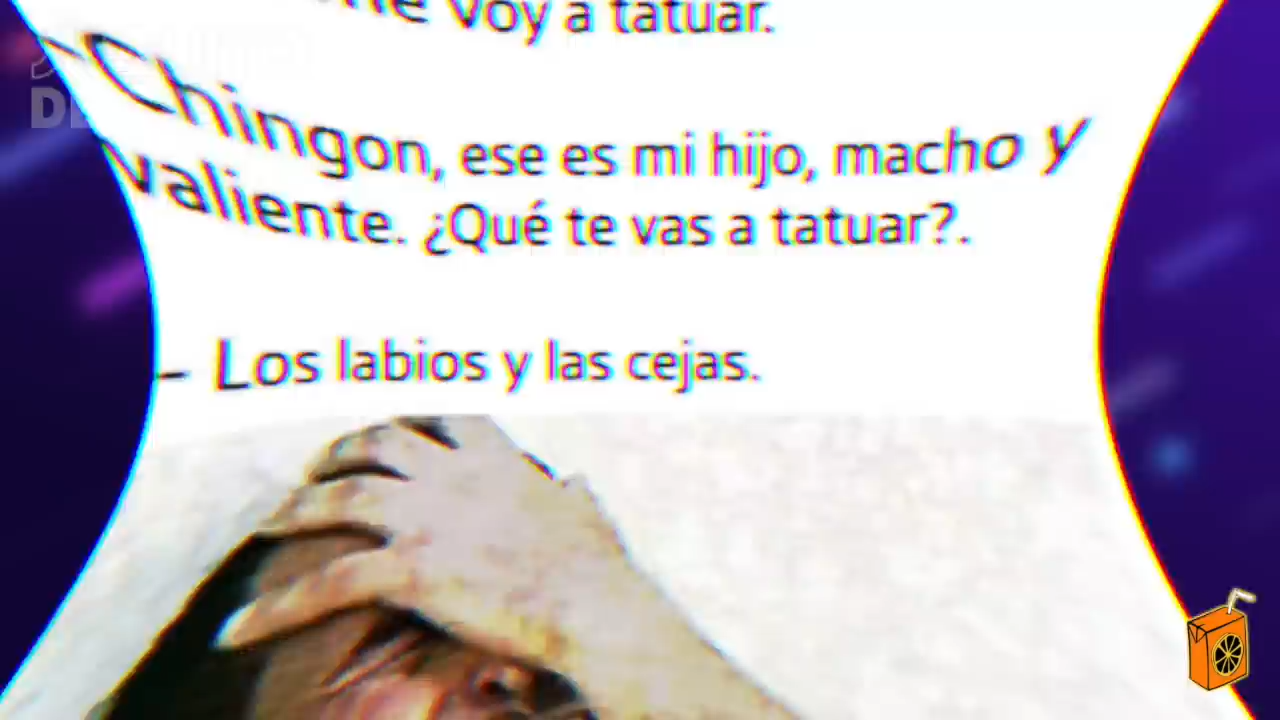 voy a tatuar.
-Chingon, ese es mi hijo, macho y
valiente. ¿Qué te vas a tatuar?.
- Los labios y las cejas.